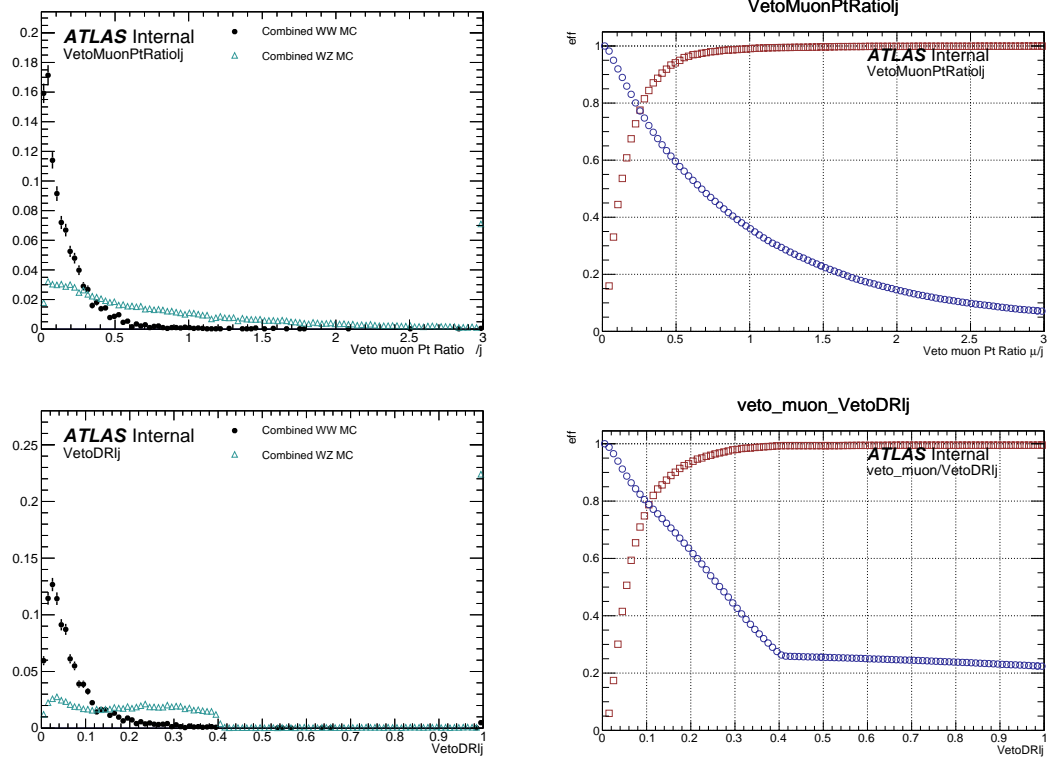 VetoMuonPtRatiolj
0.2
0.18
0.16
0.14
0.12
0.1
0.08
0.06
0.04
0.02
0
ATLAS Internal
VetoMuonPtRatiolj
Combined WW MC
Combined WZ MC
0 0.5 1 1.5 2 2.5 3
Veto muon Pt Ratio /j
eff
1
0.8
0.6
0.4
0.2
0
ATLAS Internal
VetoMuonPtRatiolj
0 0.5 1 1.5 2 2.5 3
Veto muon Pt Ratio μ/j
0.25
0.2
0.15
0.1
0.05
0
ATLAS Internal
VetoDRlj
Combined WW MC
Combined WZ MC
0 0.1 0.2 0.3 0.4 0.5 0.6 0.7 0.8 0.9 1
VetoDRlj
veto_muon_VetoDRlj
eff
1
0.8
0.6
0.4
0.2
0
ATLAS Internal
veto_muon/VetoDRlj
0 0.1 0.2 0.3 0.4 0.5 0.6 0.7 0.8 0.9 1
VetoDRlj